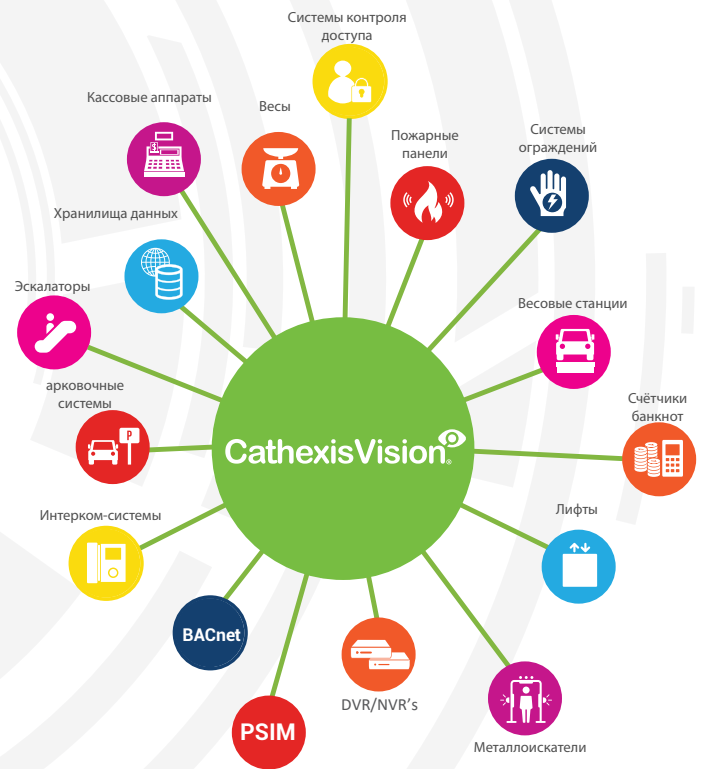 Системы контроля
доступа
Кассовые аппараты
Весы
Пожарные
панели
Системы
ограждений
Хранилища данных
Эскалаторы
Весовые станции
арковочные
системы
P
Счётчики
банкнот
CathexisVision®
Интерком-системы
Лифты
BACnet
DVR/NVR's
PSIM
Металлоискатели